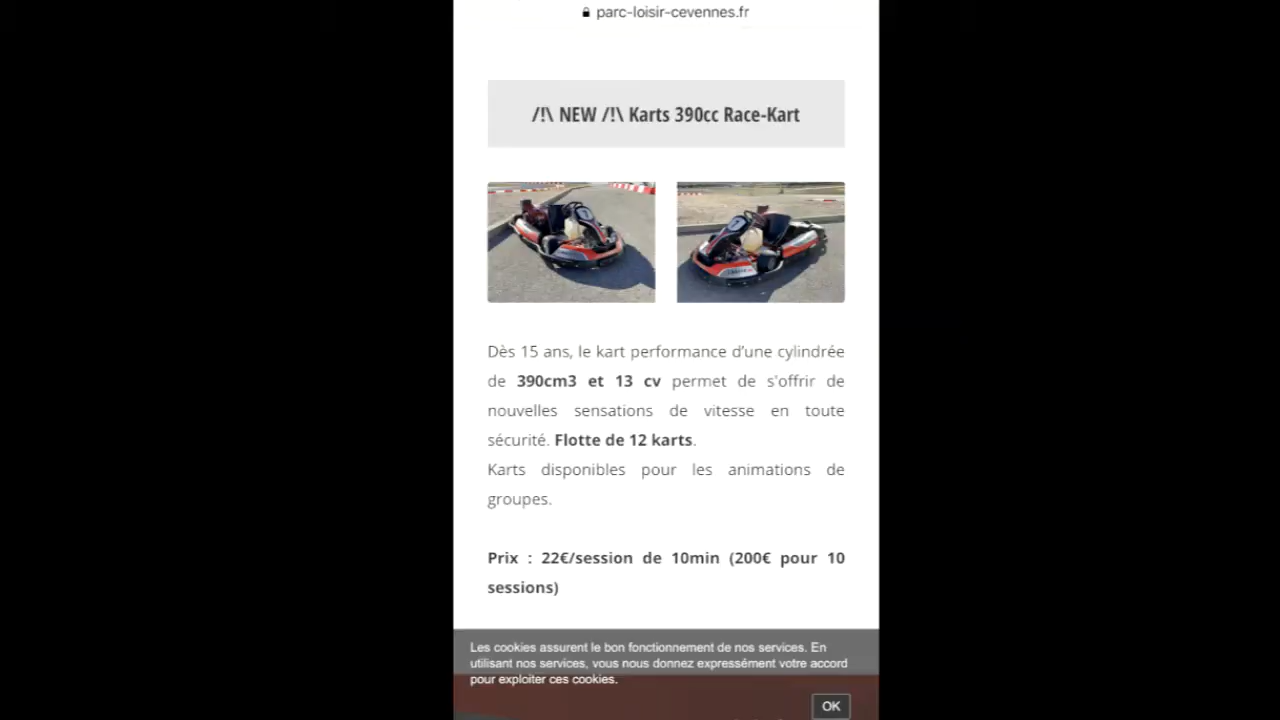 parc-loisir-cevennes.fr
/!\ NEW /!\ Karts 390cc Race-Kart
Dès 15 ans, le kart performance d'une cylindrée
de 390cm3 et 13 cv permet de s'offrir de
nouvelles sensations de vitesse en toute
sécurité. Flotte de 12 karts.
Karts disponibles pour les animations de
groupes.
Prix : 22€/session de 10min (200€ pour 10
sessions)
Les cookies assurent le bon fonctionnement de nos services. En
utilisant nos services, vous nous donnez expressément votre accord
pour exploiter ces cookies.
OK